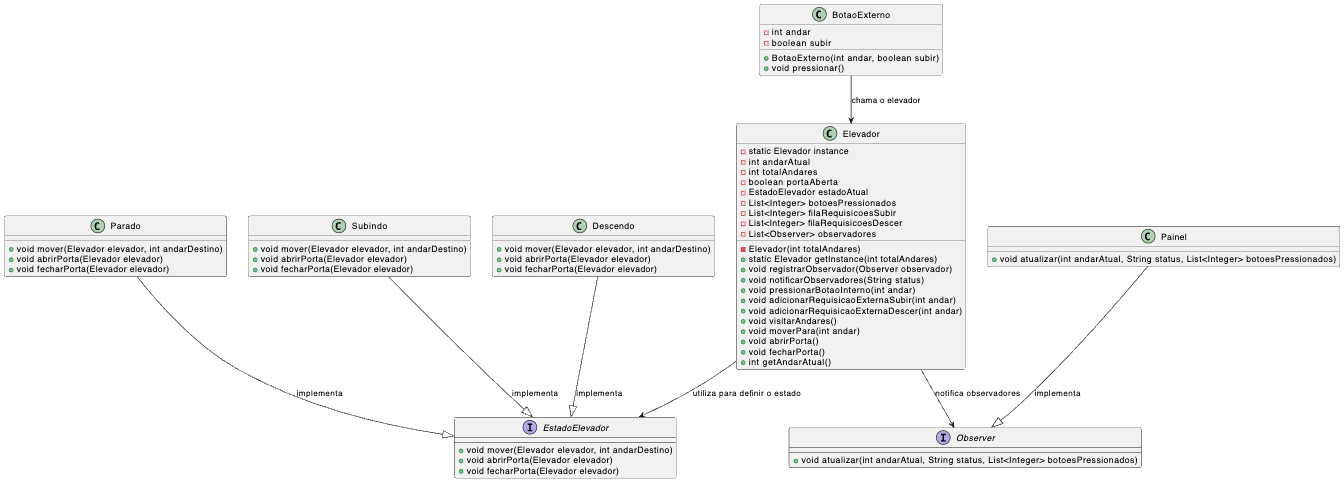 BotaoExterno
int andar
boolean subir
BotaoExterno(int andar, boolean subir)
void pressionar()
chama o elevador
Elevador
static Elevador instance
int andarAtual
int totalAndares
boolean portaAberta
EstadoElevador estadoAtual
List<Integer> botoesPressionados
List<Integer> filaRequisicoesSubir
List<Integer> filaRequisicoesDescer
List<Observer> observadores
Elevador(int totalAndares)
static Elevador getInstance(int totalAndares)
void registrarObservador(Observer observador)
void notificarObservadores(String status)
void pressionarBotaoInterno(int andar)
void adicionarRequisicaoExternaSubir(int andar)
void adicionarRequisicaoExternaDescer(int andar)
void visitarAndares()
void moverPara(int andar)
void abrirPorta()
void fecharPorta()
int getAndarAtual()
Parado
void mover(Elevador elevador, int andarDestino)
void abrirPorta(Elevador elevador)
void fecharPorta(Elevador elevador)
Subindo
void mover(Elevador elevador, int andarDestino)
void abrirPorta(Elevador elevador)
void fecharPorta(Elevador elevador)
Descendo
void mover(Elevador elevador, int andarDestino)
void abrirPorta(Elevador elevador)
void fecharPorta(Elevador elevador)
Painel
void atualizar(int andarAtual, String status, List<Integer> botoesPressionados)
implementa
implementa
implementa
utiliza para definir o estado
notifica observadores
implementa
EstadoElevador
void mover(Elevador elevador, int andarDestino)
void abrirPorta(Elevador elevador)
void fecharPorta(Elevador elevador)
Observer
void atualizar(int andarAtual, String status, List<Integer> botoesPressionados)